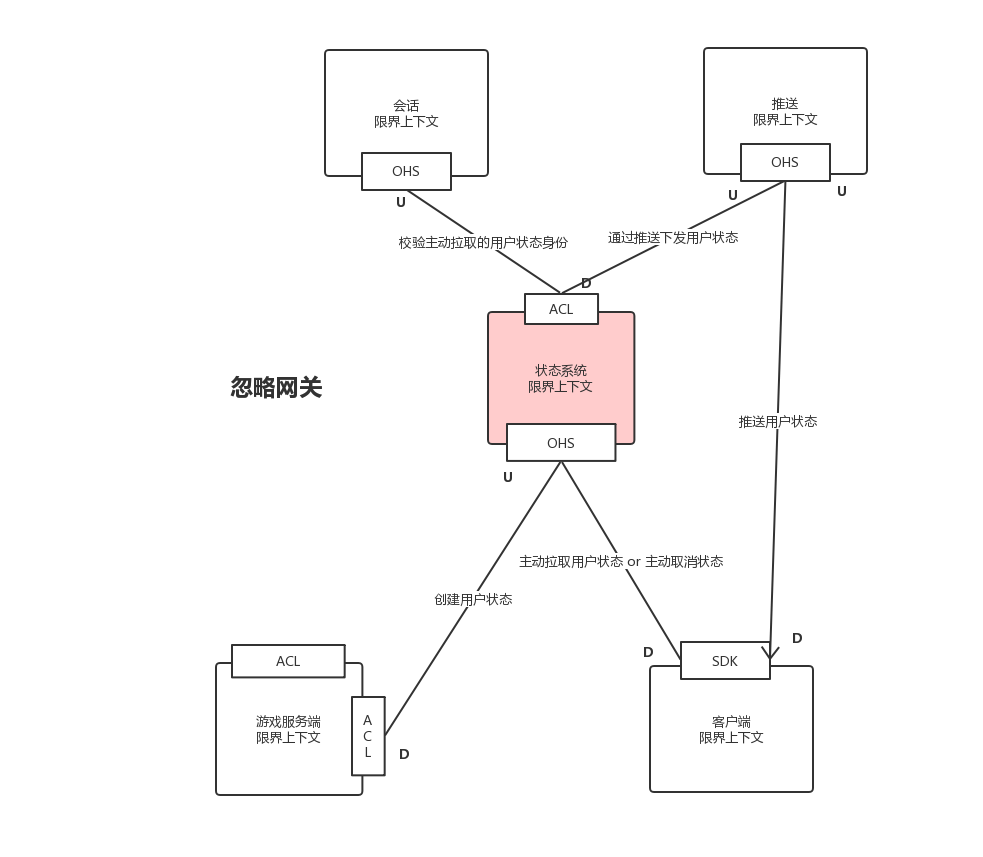 会话
限界上下文
OHS
U
推送
限界上下文
OHS
U
U
校验主动拉取的用户状态身份
通过推送下发用户状态
D
ACL
状态系统
限界上下文
OHS
U
忽略网关
推送用户状态
主动拉取用户状态 or 主动取消状态
创建用户状态
ACL
游戏服务端
限界上下文
A
C
L
D
D
SDK
D
客户端
限界上下文